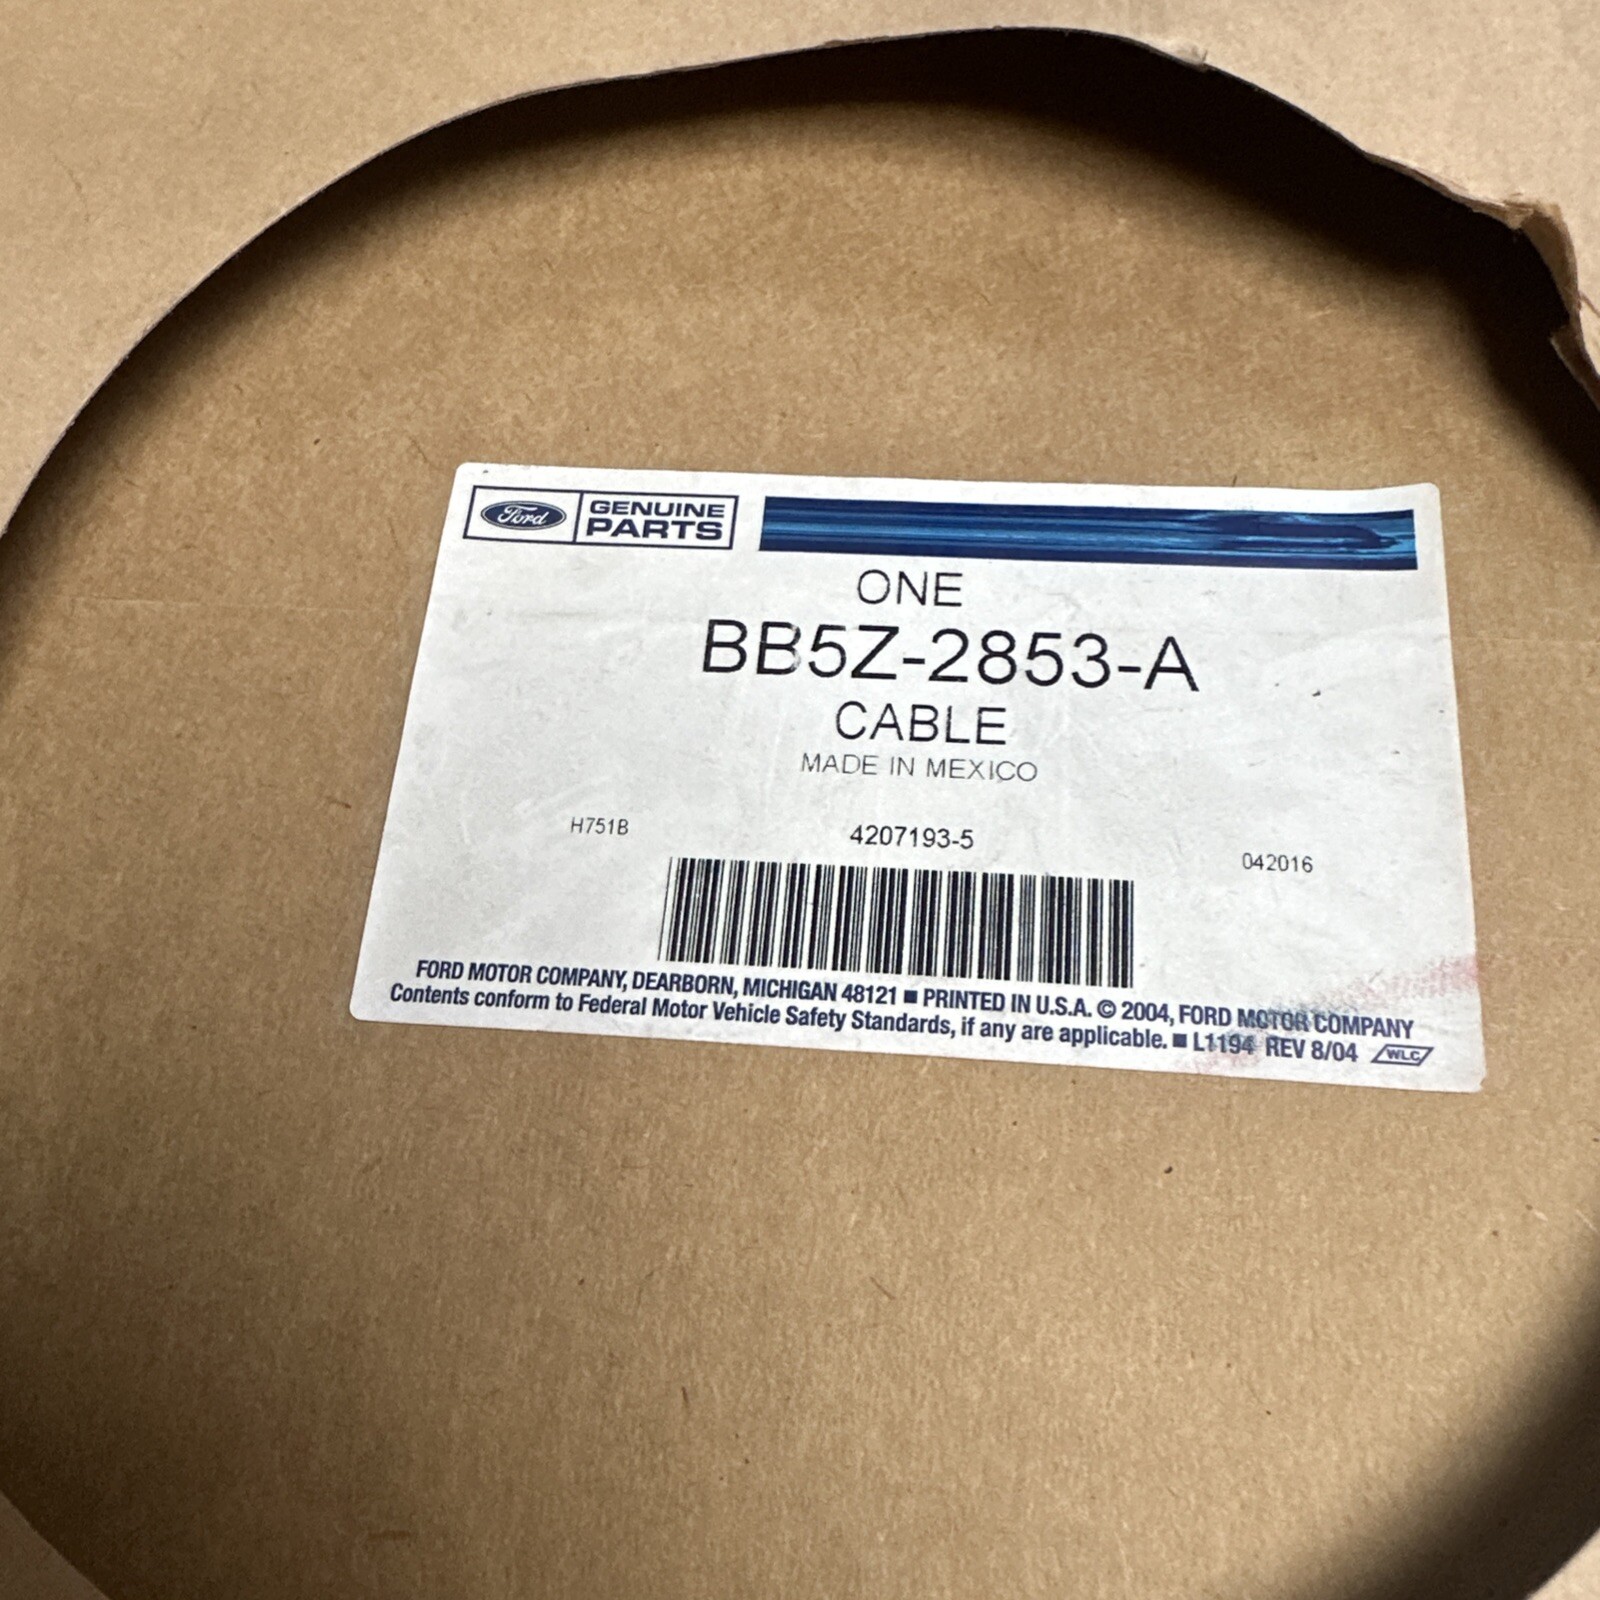 Ford GENUINE
PARTS
ONE
BB5Z-2853-A
CABLE
MADE IN MEXICO
H751B
4207193-5
042016
FORD MOTOR COMPANY, DEARBORN, MICHIGAN 48121 ■ PRINTED IN U.S.A. © 2004, FORD MOTOR COMPANY
Contents conform to Federal Motor Vehicle Safety Standards, if any are applicable. ■ L1194 REV 8/04 WLC